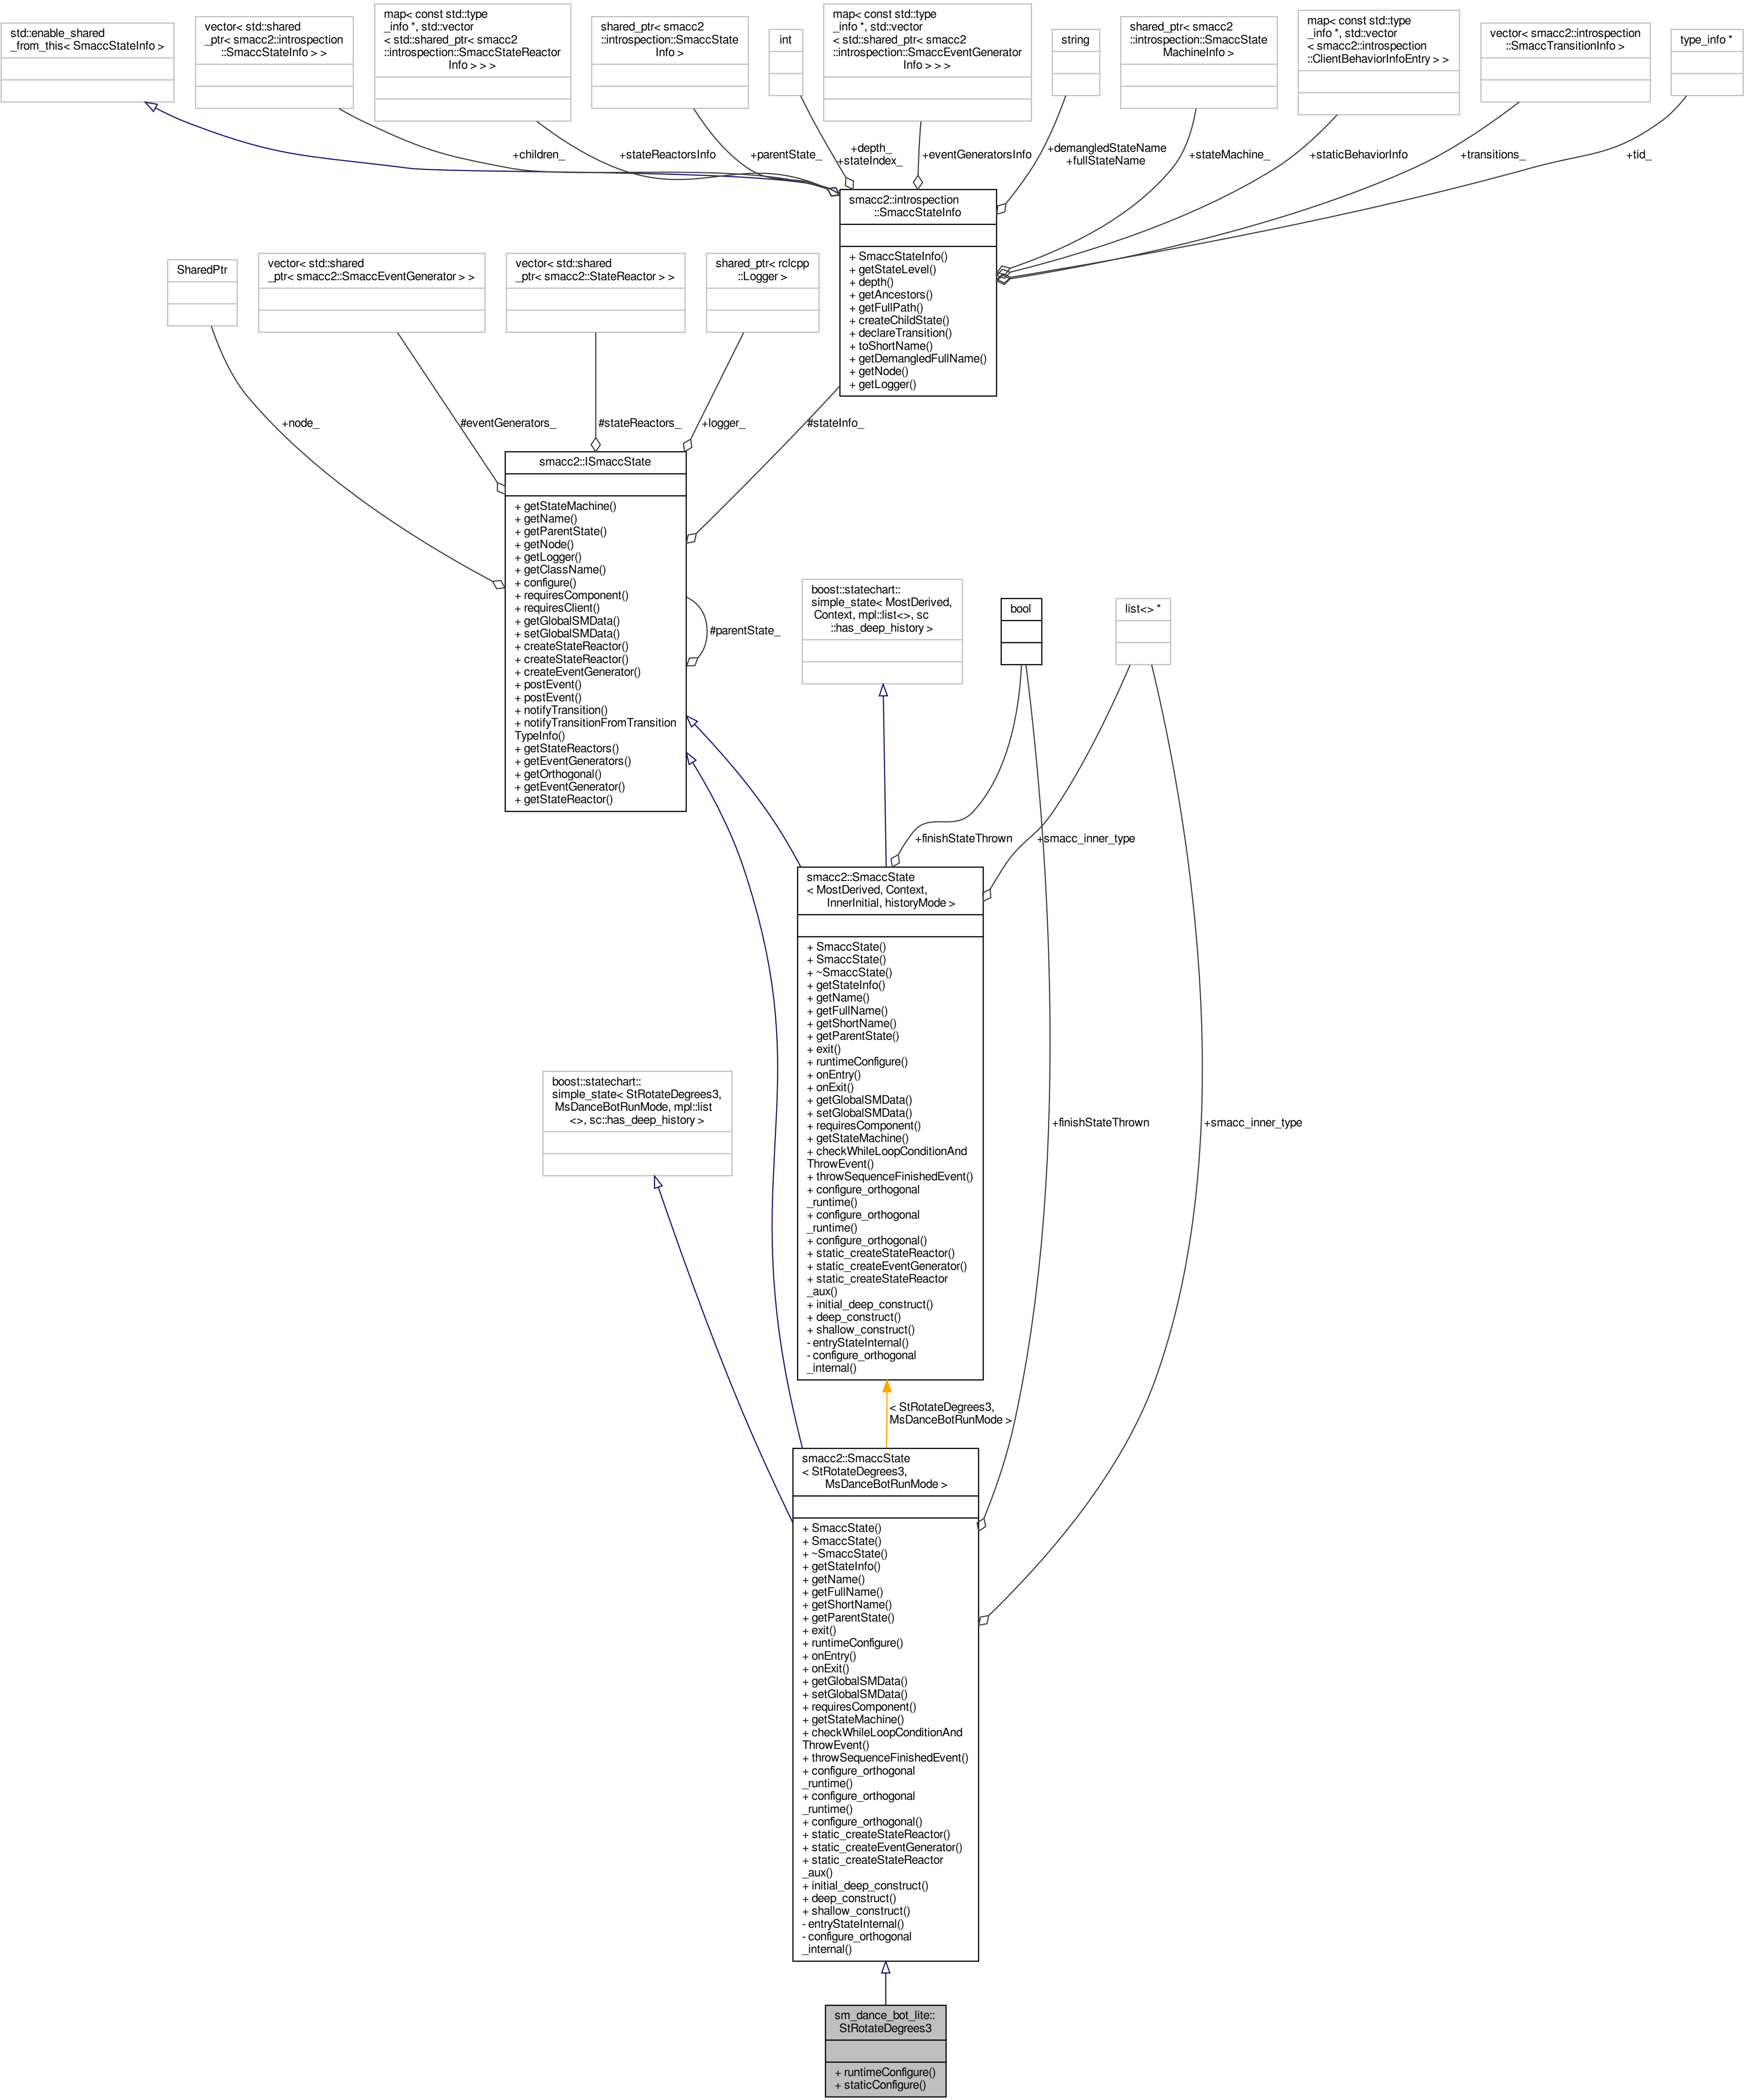 std::enable_shared
_from_this< SmaccStateInfo >
vector< std::shared
_ptr< smacc2::introspection
::SmaccStateInfo > >
map< const std::type
_info *, std::vector
< std::shared_ptr< smacc2
::introspection::SmaccStateReactor
Info > > >
shared_ptr< smacc2
::introspection::SmaccState
Info >
int
map< const std::type
_info *, std::vector
< std::shared_ptr< smacc2
::introspection::SmaccEventGenerator
Info > > >
string
shared_ptr< smacc2
::introspection::SmaccState
MachineInfo >
map< const std::type
_info *, std::vector
< smacc2::introspection
::ClientBehaviorInfoEntry > >
vector< smacc2::introspection
::SmaccTransitionInfo >
type_info *
+children_
+stateReactorsInfo
+parentState_
+depth_
+stateIndex_
+eventGeneratorsInfo
+demangledStateName
+fullStateName
+stateMachine_
+staticBehaviorInfo
+transitions_
+tid_
smacc2::introspection
::SmaccStateInfo
+ SmaccStateInfo()
+ getStateLevel()
+ depth()
+ getAncestors()
+ getFullPath()
+ createChildState()
+ declareTransition()
+ toShortName()
+ getDemangledFullName()
+ getNode()
+ getLogger()
SharedPtr
vector< std::shared
_ptr< smacc2::SmaccEventGenerator > >
vector< std::shared
_ptr< smacc2::StateReactor > >
shared_ptr< rclcpp
::Logger >
+node_
#eventGenerators_
#stateReactors_
+logger_
#stateInfo_
smacc2::ISmaccState
+ getStateMachine()
+ getName()
+ getParentState()
+ getNode()
+ getLogger()
+ getClassName()
+ configure()
+ requiresComponent()
+ requiresClient()
+ getGlobalSMData()
+ setGlobalSMData()
+ createStateReactor()
+ createStateReactor()
+ createEventGenerator()
+ postEvent()
+ postEvent()
+ notifyTransition()
+ notifyTransitionFromTransition
TypeInfo()
+ getStateReactors()
+ getEventGenerators()
+ getOrthogonal()
+ getEventGenerator()
+ getStateReactor()
#parentState_
boost::statechart::
simple_state< MostDerived,
Context, mpl::list<>, sc
::has_deep_history >
bool
list<> *
+finishStateThrown
+smacc_inner_type
smacc2::SmaccState
< MostDerived, Context,
InnerInitial, historyMode >
+ SmaccState()
+ SmaccState()
+ ~SmaccState()
+ getStateInfo()
+ getName()
+ getFullName()
+ getShortName()
+ getParentState()
+ exit()
+ runtimeConfigure()
+ onEntry()
+ onExit()
+ getGlobalSMData()
+ setGlobalSMData()
+ requiresComponent()
+ getStateMachine()
+ checkWhileLoopConditionAnd
ThrowEvent()
+ throwSequenceFinishedEvent()
+ configure_orthogonal
_runtime()
+ configure_orthogonal
_runtime()
+ configure_orthogonal()
+ static_createStateReactor()
+ static_createEventGenerator()
+ static_createStateReactor
_aux()
+ initial_deep_construct()
+ deep_construct()
+ shallow_construct()
- entryStateInternal()
- configure_orthogonal
_internal()
boost::statechart::
simple_state< StRotateDegrees3,
MsDanceBotRunMode, mpl::list
<>, sc::has_deep_history >
+finishStateThrown
+smacc_inner_type
< StRotateDegrees3,
MsDanceBotRunMode >
smacc2::SmaccState
< StRotateDegrees3,
MsDanceBotRunMode >
+ SmaccState()
+ SmaccState()
+ ~SmaccState()
+ getStateInfo()
+ getName()
+ getFullName()
+ getShortName()
+ getParentState()
+ exit()
+ runtimeConfigure()
+ onEntry()
+ onExit()
+ getGlobalSMData()
+ setGlobalSMData()
+ requiresComponent()
+ getStateMachine()
+ checkWhileLoopConditionAnd
ThrowEvent()
+ throwSequenceFinishedEvent()
+ configure_orthogonal
_runtime()
+ configure_orthogonal
_runtime()
+ configure_orthogonal()
+ static_createStateReactor()
+ static_createEventGenerator()
+ static_createStateReactor
_aux()
+ initial_deep_construct()
+ deep_construct()
+ shallow_construct()
- entryStateInternal()
- configure_orthogonal
_internal()
sm_dance_bot_lite::
StRotateDegrees3
+ runtimeConfigure()
+ staticConfigure()